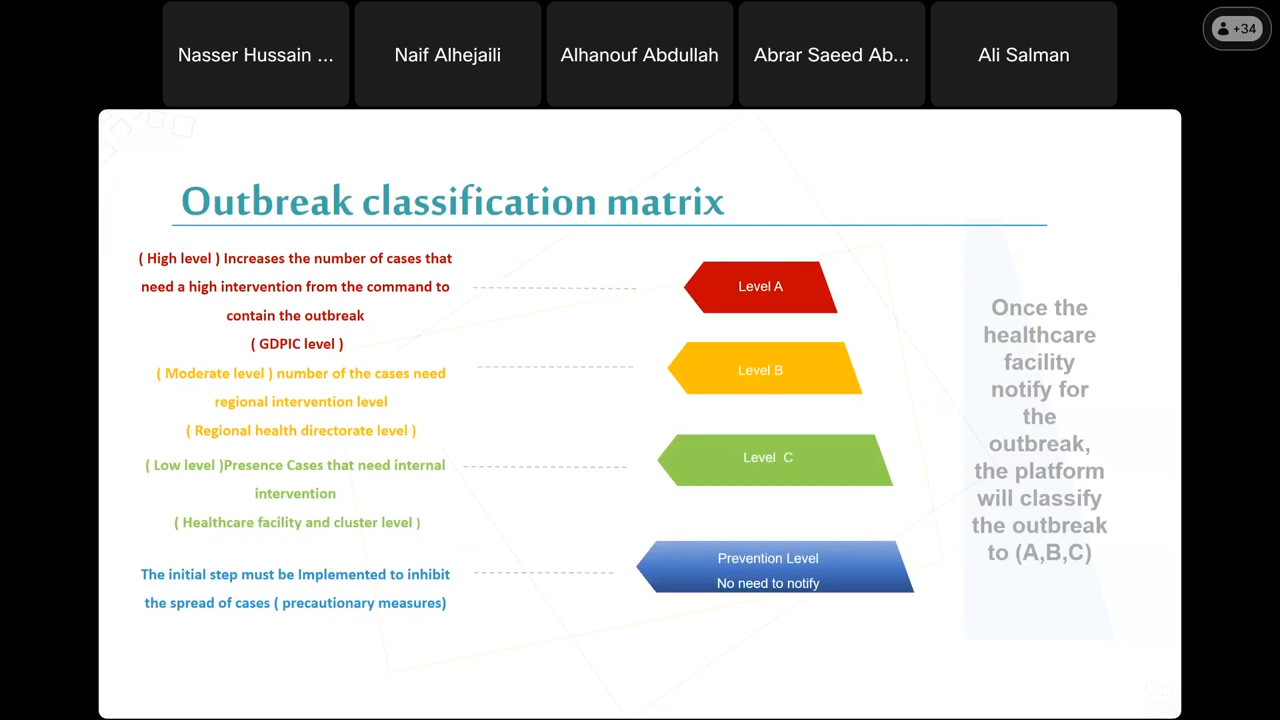 Nasser Hussain ...
Naif Alhejaili
Alhanouf Abdullah
Abrar Saeed Ab...
Ali Salman
+34
Outbreak classification matrix
( High level ) Increases the number of cases that
need a high intervention from the command to
contain the outbreak
( GDPIC level )
Level A
( Moderate level ) number of the cases need
regional intervention level
( Regional health directorate level )
Level B
( Low level )Presence Cases that need internal
intervention
( Healthcare facility and cluster level )
Level C
The initial step must be Implemented to inhibit
the spread of cases ( precautionary measures)
Prevention Level
No need to notify
Once the
healthcare
facility
notify for
the
outbreak,
the platform
will classify
the outbreak
to (A,B,C)